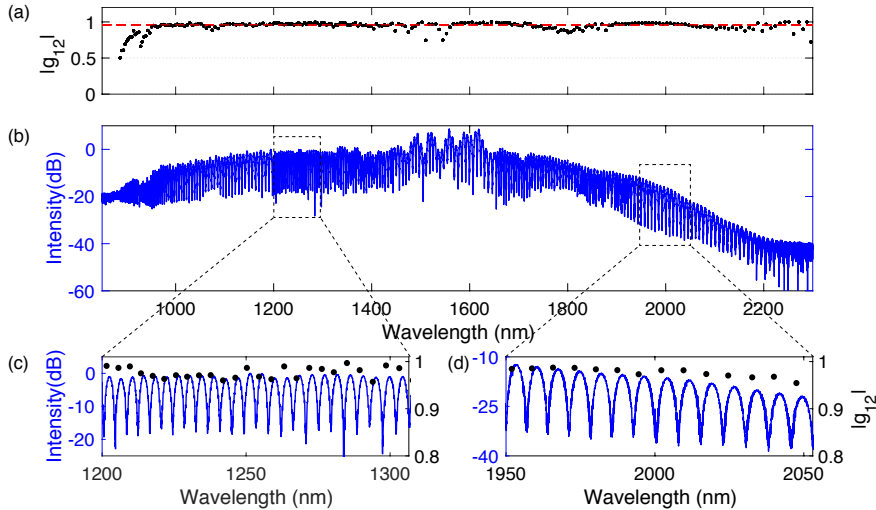 (a)
|g12|
1
0.5
0
(b)
Intensity(dB)
0
-20
-40
-60
1000 1200 1400 1600 1800 2000 2200
Wavelength (nm)
(c)
Intensity(dB)
0
-10
-20
1
0.9
0.8
1200 1250 1300
Wavelength (nm)
(d)
-10
-25
-40
1
0.9
0.8
|g12|
1950 2000 2050
Wavelength (nm)